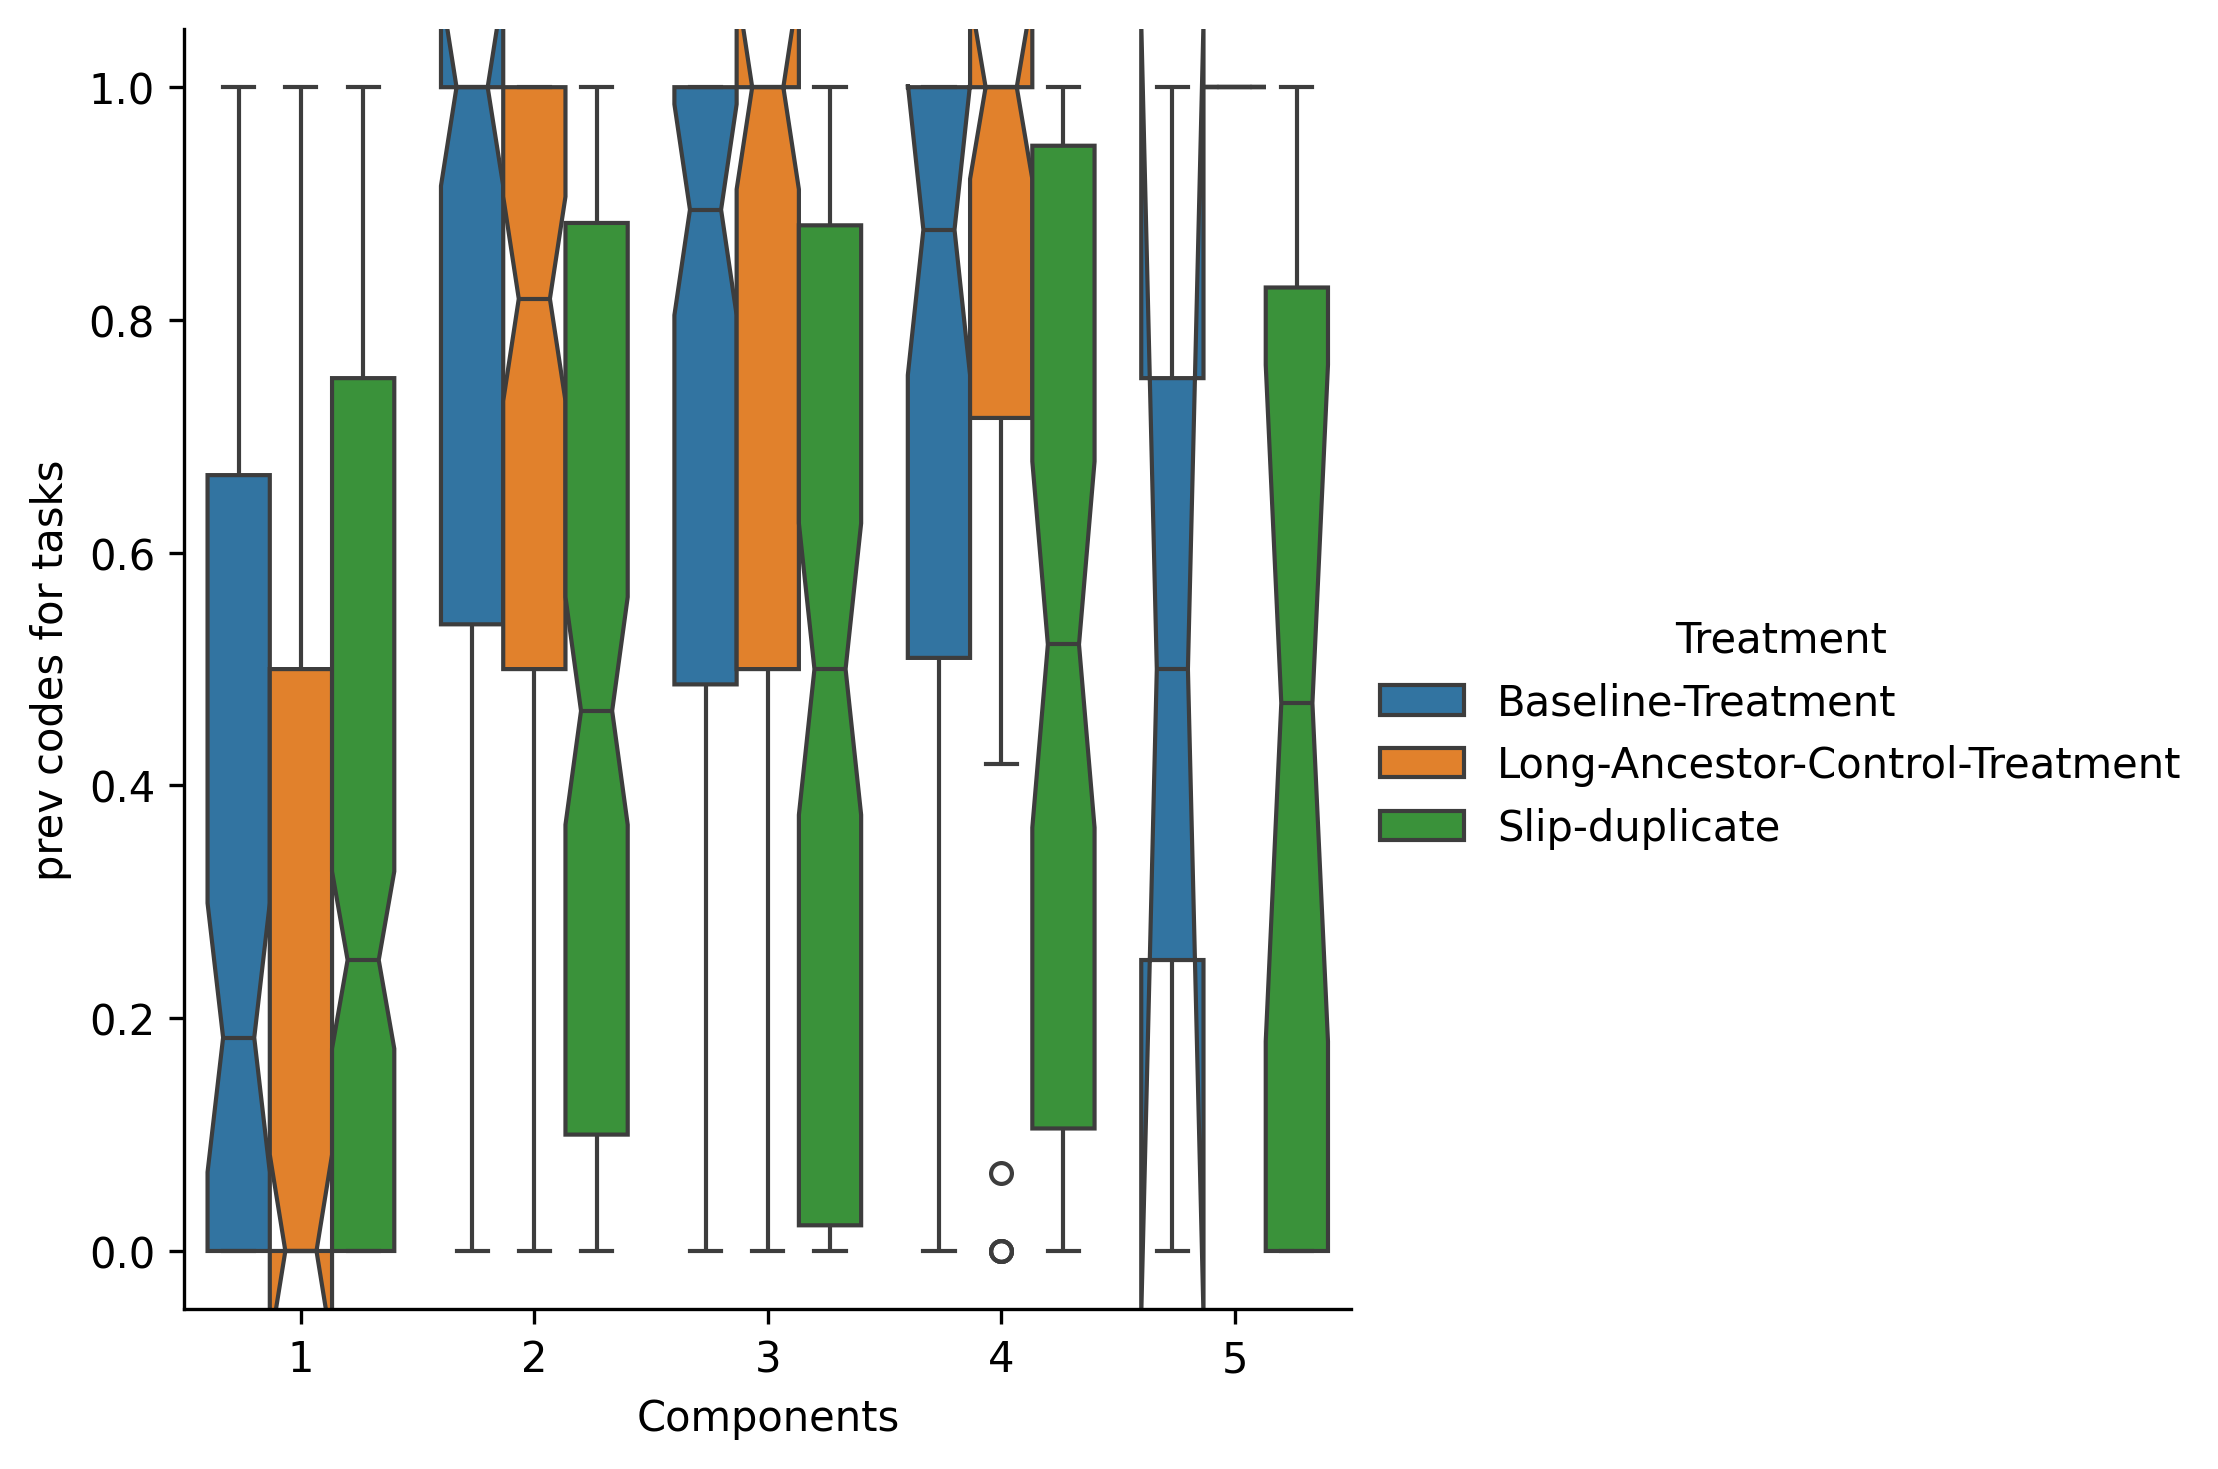 1.0
0.8
0.6
0.4
0.2
0.0
prev codes for tasks
1 2 3 4 5
Components
Treatment
Baseline-Treatment
Long-Ancestor-Control-Treatment
Slip-duplicate